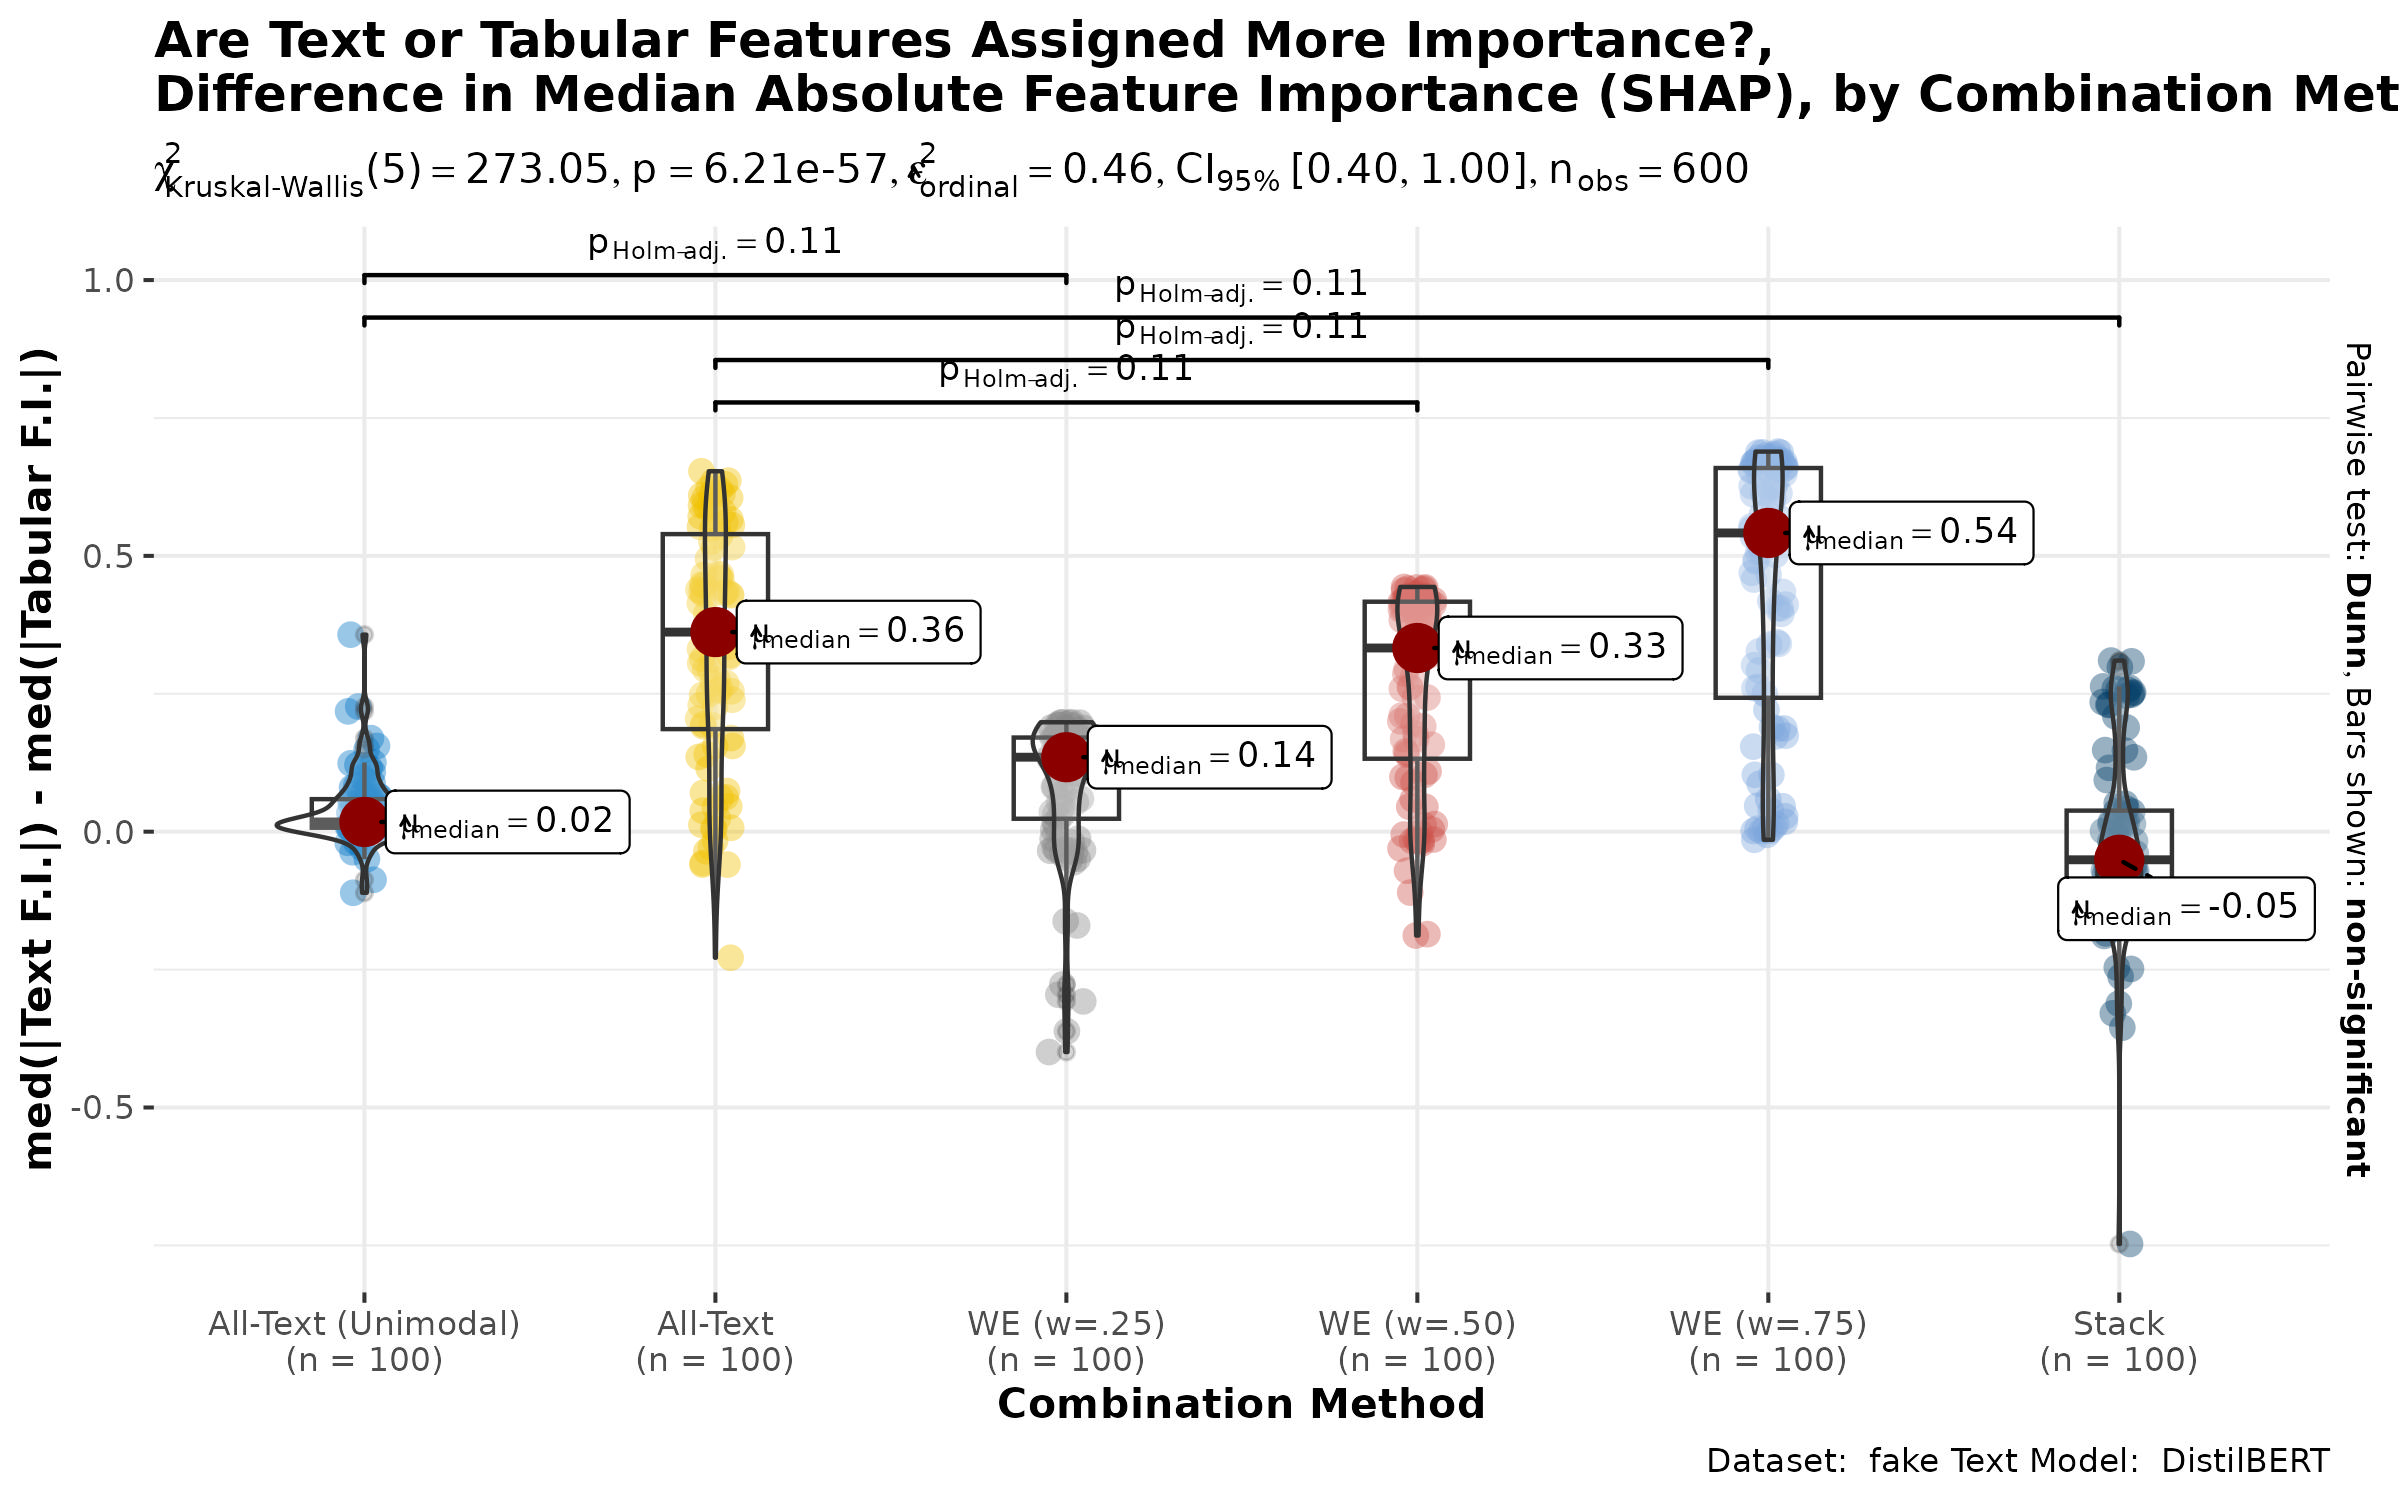 Are Text or Tabular Features Assigned More Importance?,
Difference in Median Absolute Feature Importance (SHAP), by Combination Met
χ²Kruskal-Wallis(5) = 273.05, p = 6.21e-57, ε̂²ordinal = 0.46, CI95% [0.40, 1.00], nobs = 600
pHolm-adj. = 0.11
1.0
pHolm-adj. = 0.11
pHolm-adj. = 0.11
pHolm-adj. = 0.11
0.5
0.0
-0.5
med(|Text F.I.|) - med(|Tabular F.I.|)
μ̂median = 0.02
μ̂median = 0.36
μ̂median = 0.14
μ̂median = 0.33
μ̂median = 0.54
μ̂median = -0.05
Pairwise test: Dunn, Bars shown: non-significant
All-Text (Unimodal)
(n = 100)
All-Text
(n = 100)
WE (w=.25)
(n = 100)
WE (w=.50)
(n = 100)
WE (w=.75)
(n = 100)
Stack
(n = 100)
Combination Method
Dataset:  fake Text Model:  DistilBERT